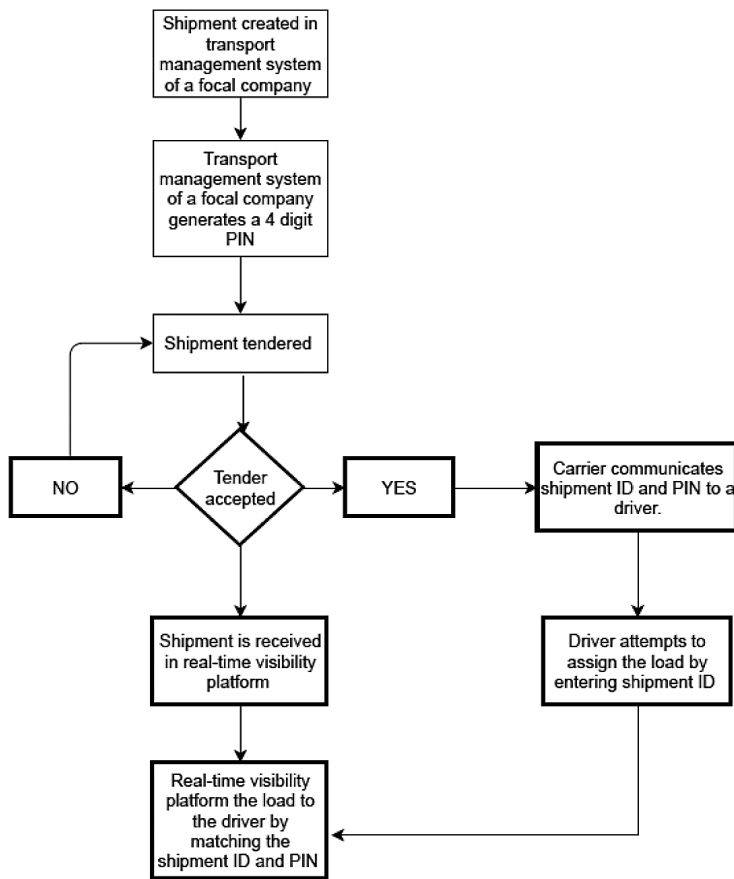 Shipment created in
transport
management system
of a focal company
Transport
management system
of a focal company
generates a 4 digit
PIN
Shipment tendered
NO
Tender
accepted
YES
Carrier communicates
shipment ID and PIN to a
driver.
Shipment is received
in real-time visibility
platform
Driver attempts to
assign the load by
entering shipment ID
Real-time visibility
platform the load to
the driver by
matching the
shipment ID and PIN